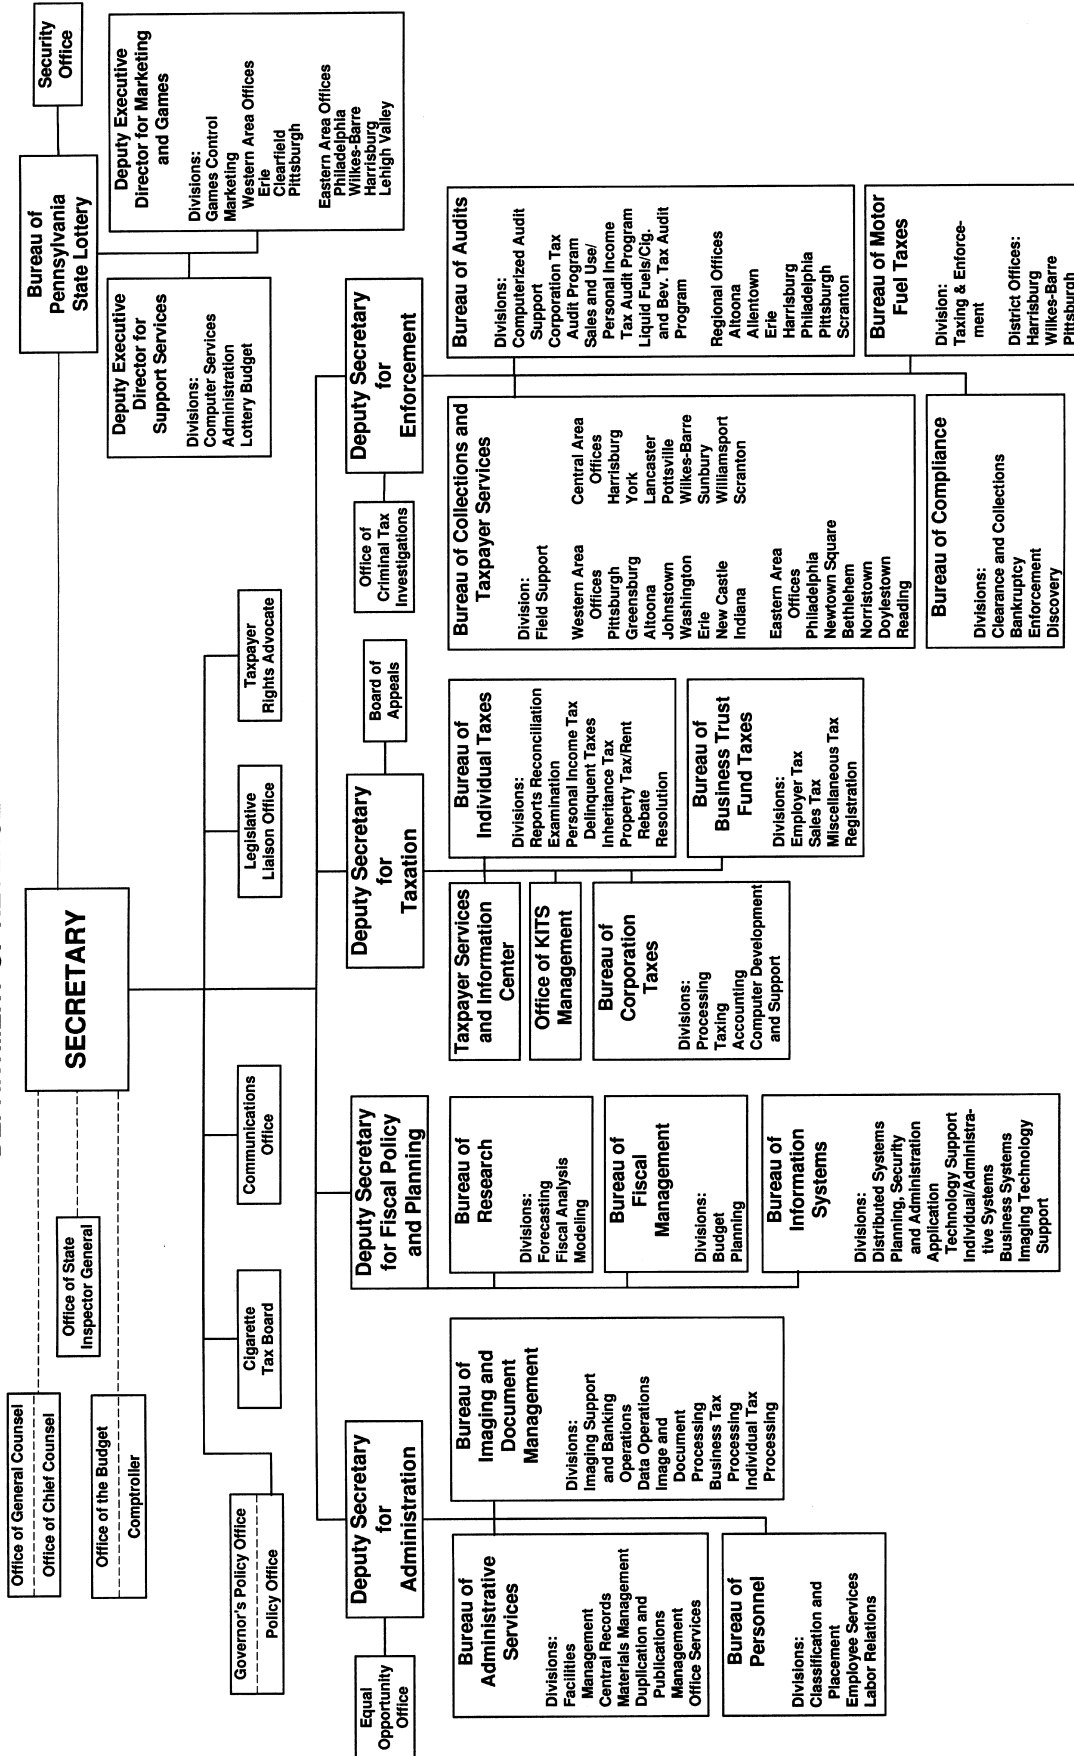 SECRETARY
Office of General Counsel
Office of Chief Counsel
Office of State
Inspector General
Office of the Budget
Comptroller
Bureau of
Pennsylvania
State Lottery
Security
Office
Deputy Executive
Director for
Support Services
Divisions:
Computer Services
Administration
Lottery Budget
Deputy Executive
Director for Marketing
and Games
Divisions:
Games Control
Marketing
Western Area Offices
Erie
Clearfield
Pittsburgh
Eastern Area Offices
Philadelphia
Wilkes-Barre
Harrisburg
Lehigh Valley
Governor's Policy Office
Policy Office
Cigarette
Tax Board
Communications
Office
Legislative
Liaison Office
Taxpayer
Rights Advocate
Equal
Opportunity
Office
Deputy Secretary
for
Administration
Bureau of
Administrative
Services
Divisions:
Facilities
Management
Central Records
Materials Management
Duplication and
Publications
Management
Office Services
Bureau of
Imaging and
Document
Management
Divisions:
Imaging Support
and Banking
Operations
Data Operations
Image and
Document
Processing
Business Tax
Processing
Individual Tax
Processing
Bureau of
Personnel
Divisions:
Classification and
Placement
Employee Services
Labor Relations
Deputy Secretary
for Fiscal Policy
and Planning
Bureau of
Research
Divisions:
Forecasting
Fiscal Analysis
Modeling
Bureau of
Fiscal
Management
Divisions:
Budget
Planning
Bureau of
Information
Systems
Divisions:
Distributed Systems
Planning, Security
and Administration
Application
Technology Support
Individual/Administra-
tive Systems
Business Systems
Imaging Technology
Support
Deputy Secretary
for
Taxation
Board of
Appeals
Taxpayer Services
and Information
Center
Office of KITS
Management
Bureau of
Corporation
Taxes
Divisions:
Processing
Taxing
Accounting
Computer Development
and Support
Bureau of
Individual Taxes
Divisions:
Reports Reconciliation
Examination
Personal Income Tax
Delinquent Taxes
Inheritance Tax
Property Tax/Rent
Rebate
Resolution
Bureau of
Business Trust
Fund Taxes
Divisions:
Employer Tax
Sales Tax
Miscellaneous Tax
Registration
Office of
Criminal Tax
Investigations
Deputy Secretary
for
Enforcement
Bureau of Collections and
Taxpayer Services
Division:
Field Support
Western Area
Offices
Pittsburgh
Greensburg
Altoona
Johnstown
Washington
Erie
New Castle
Indiana
Eastern Area
Offices
Philadelphia
Newtown Square
Bethlehem
Norristown
Doylestown
Reading
Central Area
Offices
Harrisburg
York
Lancaster
Pottsville
Wilkes-Barre
Sunbury
Williamsport
Scranton
Bureau of Audits
Divisions:
Computerized Audit
Support
Corporation Tax
Audit Program
Sales and Use/
Personal Income
Tax Audit Program
Liquid Fuels/Cig.
and Bev. Tax Audit
Program
Regional Offices
Altoona
Allentown
Erie
Harrisburg
Philadelphia
Pittsburgh
Scranton
Bureau of Compliance
Divisions:
Clearance and Collections
Bankruptcy
Enforcement
Discovery
Bureau of Motor
Fuel Taxes
Division:
Taxing & Enforce-
ment
District Offices:
Harrisburg
Wilkes-Barre
Pittsburgh